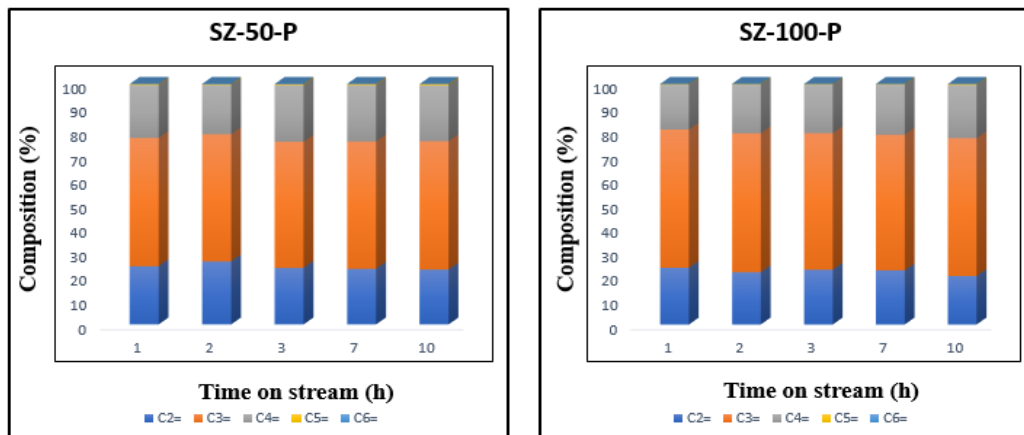 SZ-50-P
Composition (%)
100
90
80
70
60
50
40
30
20
10
0
1 2 3 7 10
Time on stream (h)
C2= C3= C4= C5= C6=
SZ-100-P
Composition (%)
100
90
80
70
60
50
40
30
20
10
0
1 2 3 7 10
Time on stream (h)
C2= C3= C4= C5= C6=